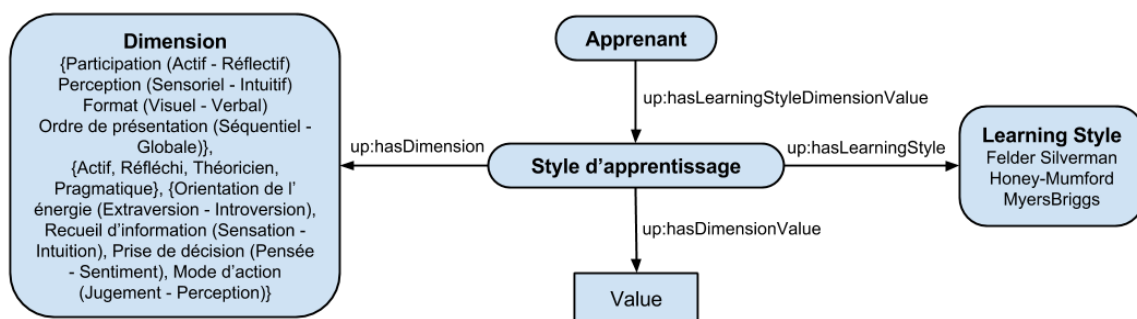 Dimension
{Participation (Actif - Réflectif)
Perception (Sensoriel - Intuitif)
Format (Visuel - Verbal)
Ordre de présentation (Séquentiel -
Globale)},
{Actif, Réfléchi, Théoricien,
Pragmatique}, {Orientation de l’
énergie (Extraversion - Introversion),
Recueil d’information (Sensation -
Intuition), Prise de décision (Pensée
- Sentiment), Mode d’action
(Jugement - Perception)}
Apprenant
up:hasLearningStyleDimensionValue
up:hasDimension
Style d’apprentissage
up:hasLearningStyle
Learning Style
Felder Silverman
Honey-Mumford
MyersBriggs
up:hasDimensionValue
Value